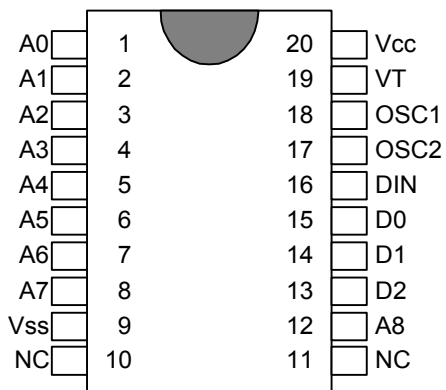 A0 1 20 Vcc
A1 2 19 VT
A2 3 18 OSC1
A3 4 17 OSC2
A4 5 16 DIN
A5 6 15 D0
A6 7 14 D1
A7 8 13 D2
Vss 9 12 A8
NC 10 11 NC